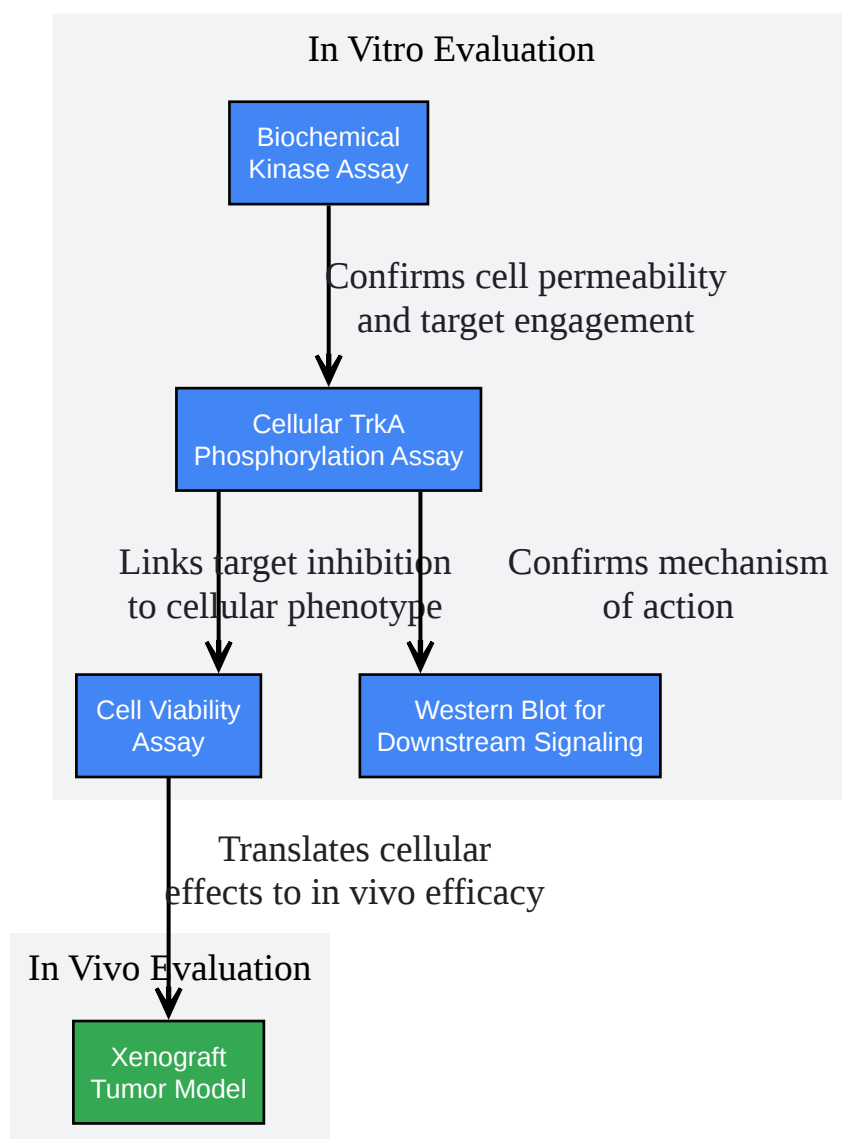 In Vitro Evaluation
Biochemical
Kinase Assay
Confirms cell permeability
and target engagement
Cellular TrkA
Phosphorylation Assay
Links target inhibition
to cellular phenotype
Confirms mechanism
of action
Cell Viability
Assay
Western Blot for
Downstream Signaling
Translates cellular
effects to in vivo efficacy
In Vivo Evaluation
Xenograft
Tumor Model